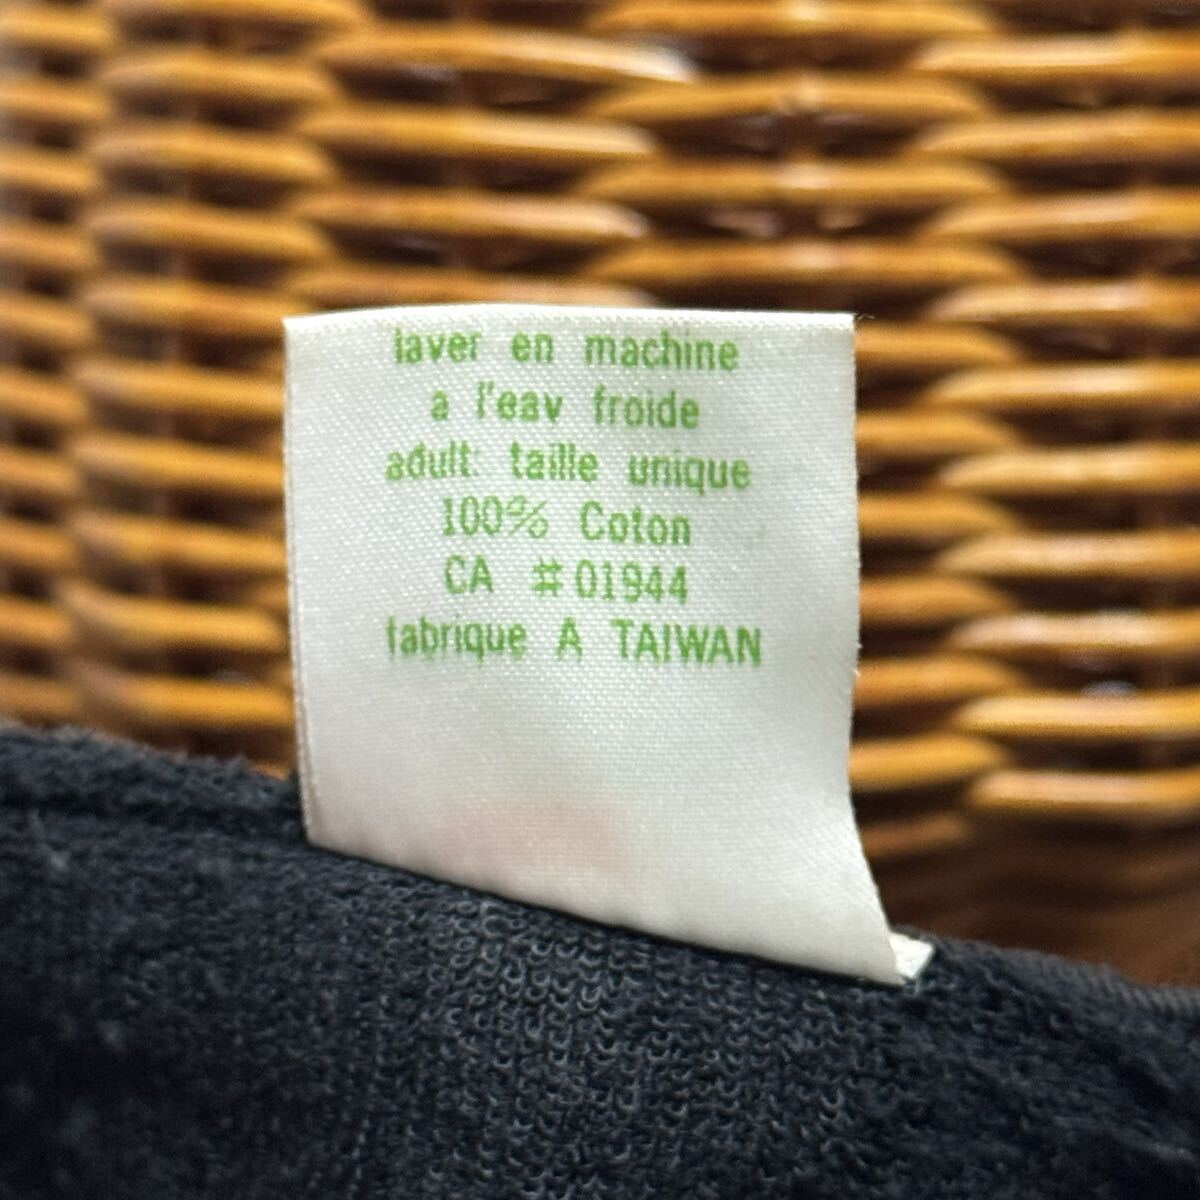 laver en machine
a l'eav froide
adult: taille unique
100% Coton
CA #01944
fabrique A TAIWAN